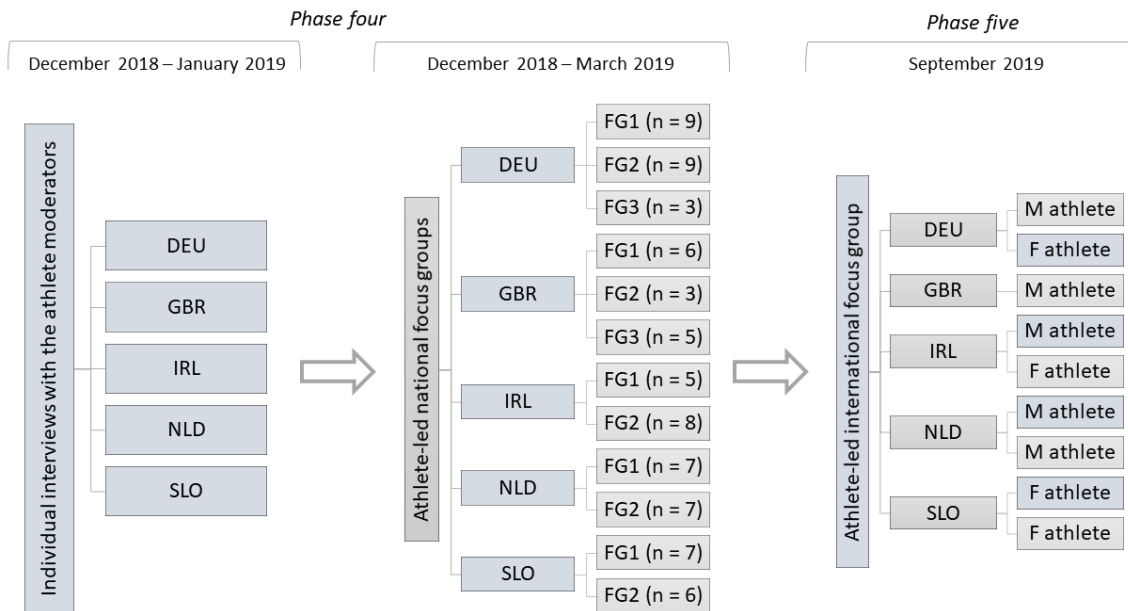 Phase four
Phase five
December 2018 – January 2019
December 2018 – March 2019
September 2019
Individual interviews with the athlete moderators
DEU
GBR
IRL
NLD
SLO
Athlete-led national focus groups
DEU
FG1 (n = 9)
FG2 (n = 9)
FG3 (n = 3)
GBR
FG1 (n = 6)
FG2 (n = 3)
FG3 (n = 5)
IRL
FG1 (n = 5)
FG2 (n = 8)
NLD
FG1 (n = 7)
FG2 (n = 7)
SLO
FG1 (n = 7)
FG2 (n = 6)
Athlete-led international focus group
DEU
M athlete
F athlete
GBR
M athlete
IRL
M athlete
F athlete
NLD
M athlete
M athlete
SLO
F athlete
F athlete